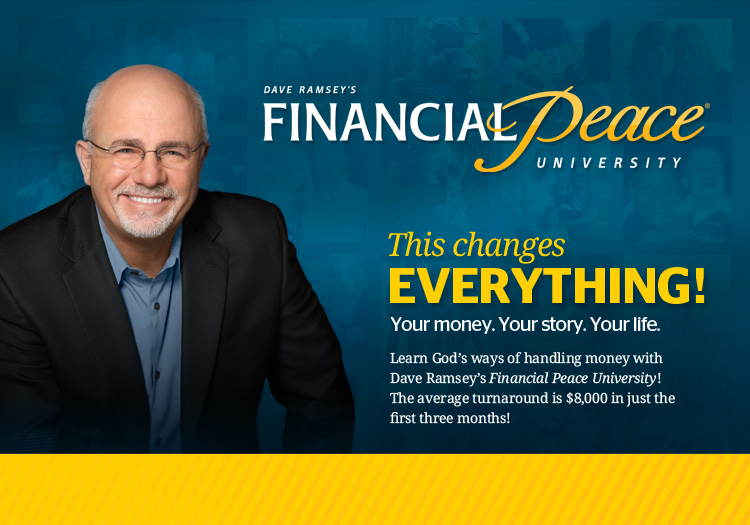 DAVE RAMSEY'S
FINANCIAL Peace®
UNIVERSITY
This changes
EVERYTHING!
Your money. Your story. Your life.
Learn God's ways of handling money with
Dave Ramsey's Financial Peace University!
The average turnaround is $8,000 in just the
first three months!